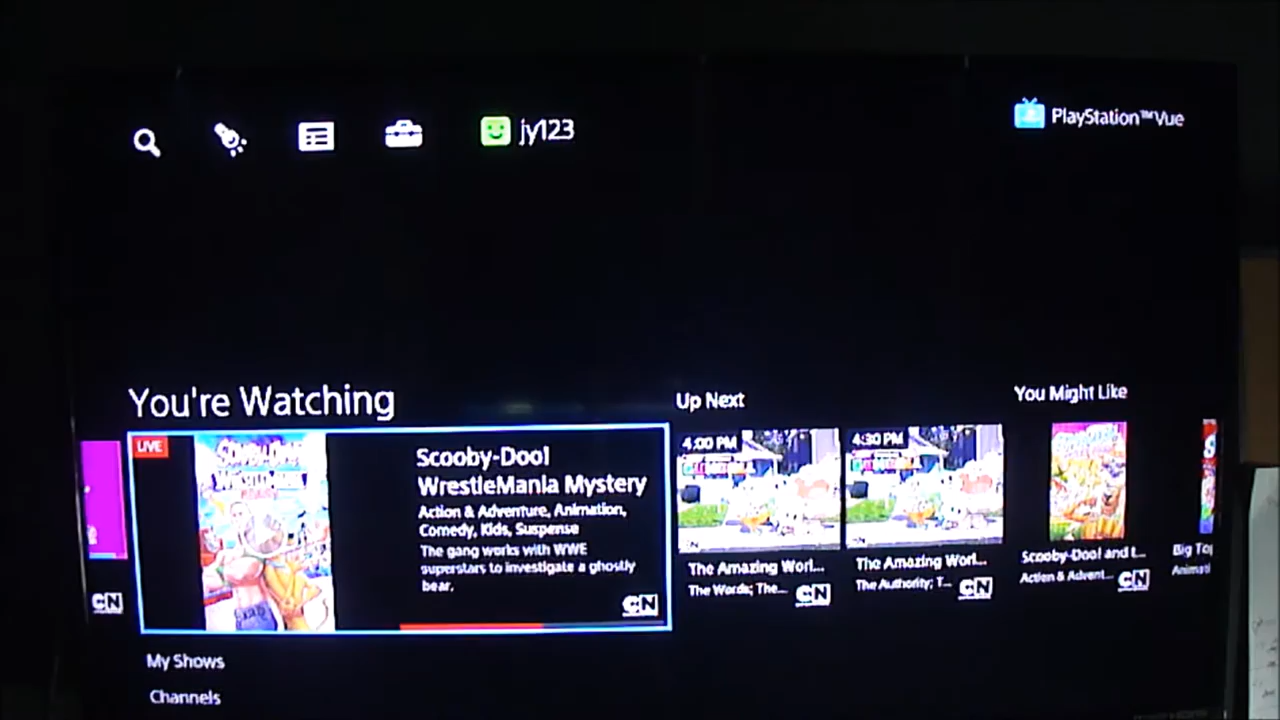 jy123
PlayStation™Vue
You're Watching
Up Next
You Might Like
LIVE
Scooby-Doo!
WrestleMania Mystery
Action & Adventure, Animation,
Comedy, Kids, Suspense
The gang works with WWE
superstars to investigate a ghostly
bear.
CN
4:00 PM
The Amazing Worl...
The Words; The...
CN
4:30 PM
The Amazing Worl...
The Authority; T...
CN
Scooby-Doo! and t...
Action & Advent...
CN
Big Top
Animati
CN
My Shows
Channels